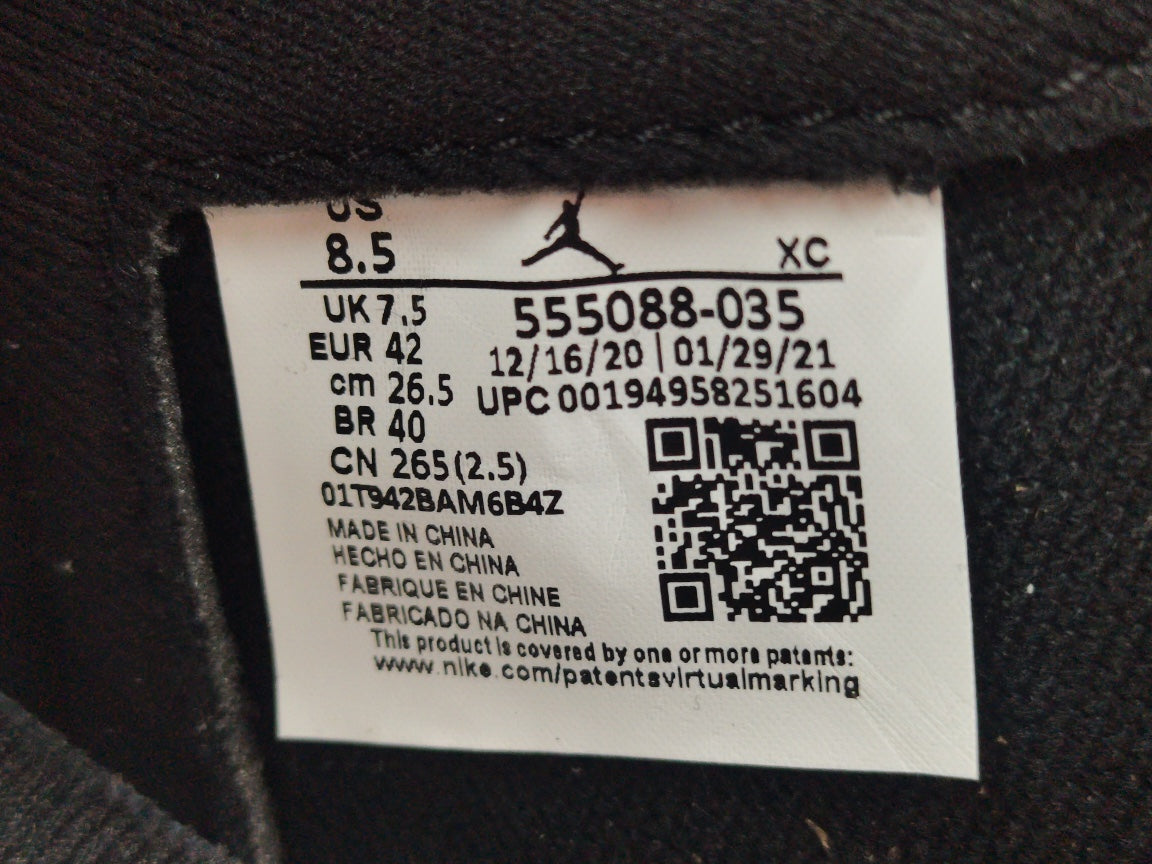 US
8.5
XC
UK 7.5
555088-035
EUR 42
12/16/20 | 01/29/21
cm 26.5
UPC 00194958251604
BR 40
CN 265(2.5)
01T942BAM6B4Z
MADE IN CHINA
HECHO EN CHINA
FABRIQUE EN CHINE
FABRICADO NA CHINA
This product is covered by one or more patents:
www.nike.com/patentsvirtualmarking